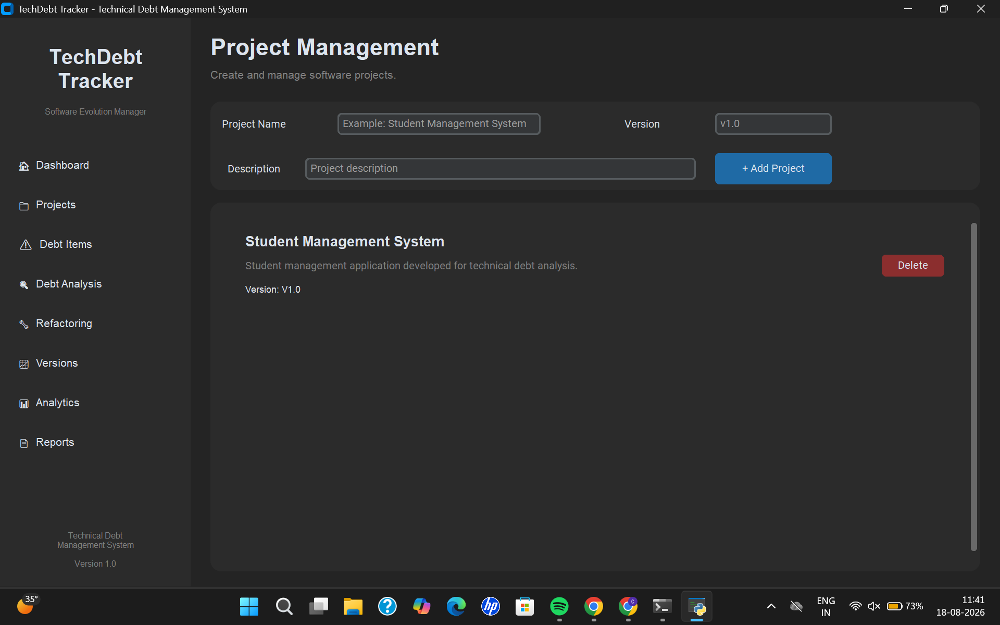 TechDebt Tracker - Technical Debt Management System
TechDebt
Tracker
Software Evolution Manager
Dashboard
Projects
Debt Items
Debt Analysis
Refactoring
Versions
Analytics
Reports
Technical Debt
Management System
Version 1.0
Project Management
Create and manage software projects.
Project Name
Example: Student Management System
Version
v1.0
Description
Project description
+ Add Project
Student Management System
Student management application developed for technical debt analysis.
Version: V1.0
Delete
35°
hp
C
ENG
IN
73%
11:41
18-08-2026